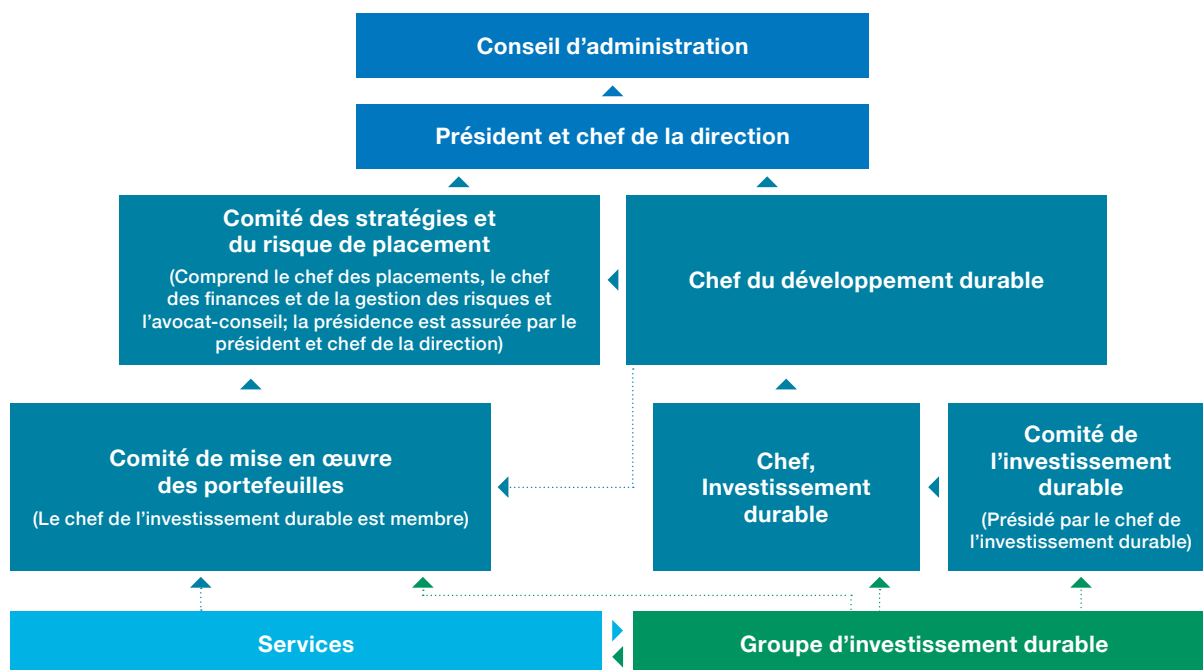 Conseil d’administration
Président et chef de la direction
Comité des stratégies et
du risque de placement
(Comprend le chef des placements, le chef
des finances et de la gestion des risques et
l’avocat-conseil; la présidence est assurée par le
président et chef de la direction)
Chef du développement durable
Comité de mise en œuvre
des portefeuilles
(Le chef de l’investissement durable est membre)
Chef,
Investissement
durable
Comité de
l’investissement
durable
(Présidé par le chef de
l’investissement durable)
Services
Groupe d’investissement durable